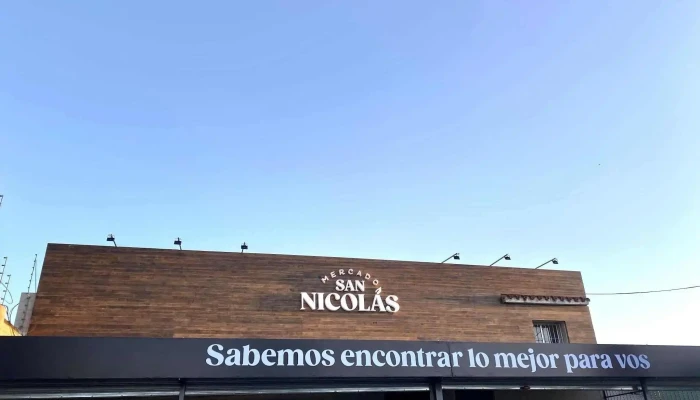 MERCADO
SAN
NICOLÁS
Sabemos encontrar lo mejor para vos